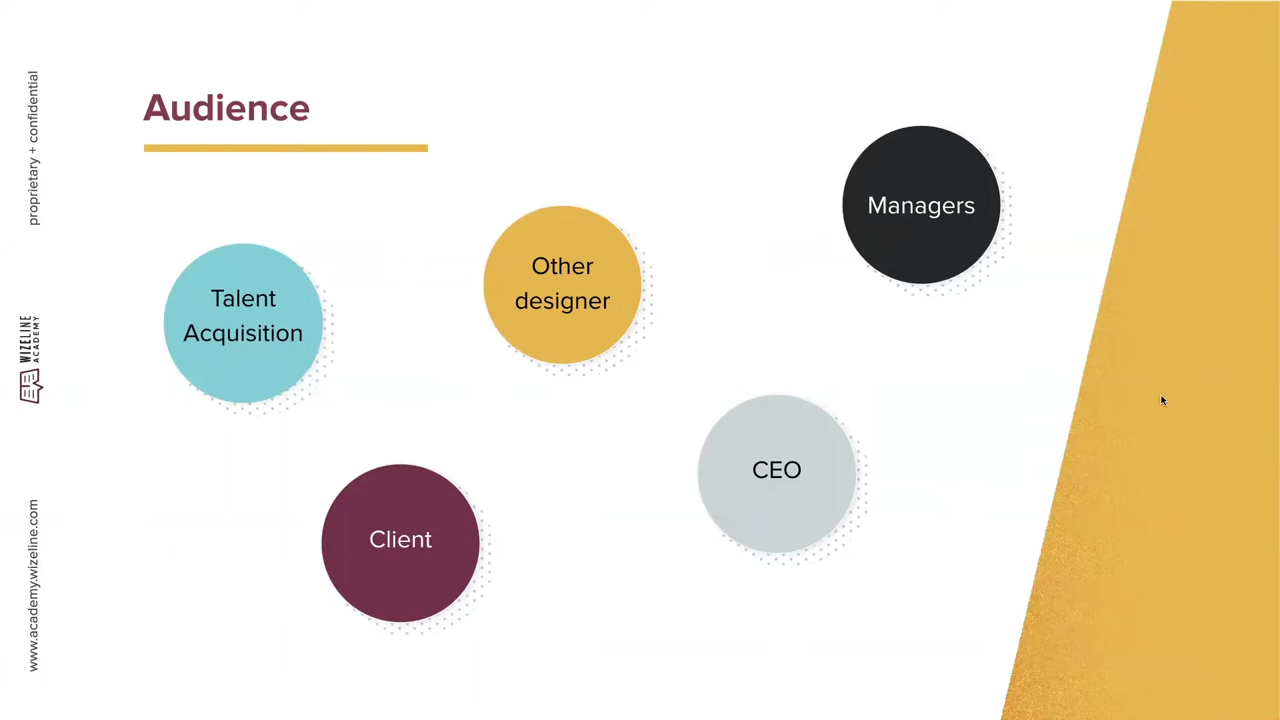 Audience
Managers
Other
designer
Talent
Acquisition
CEO
Client
proprietary + confidential
WIZELINE
ACADEMY
www.academy.wizeline.com